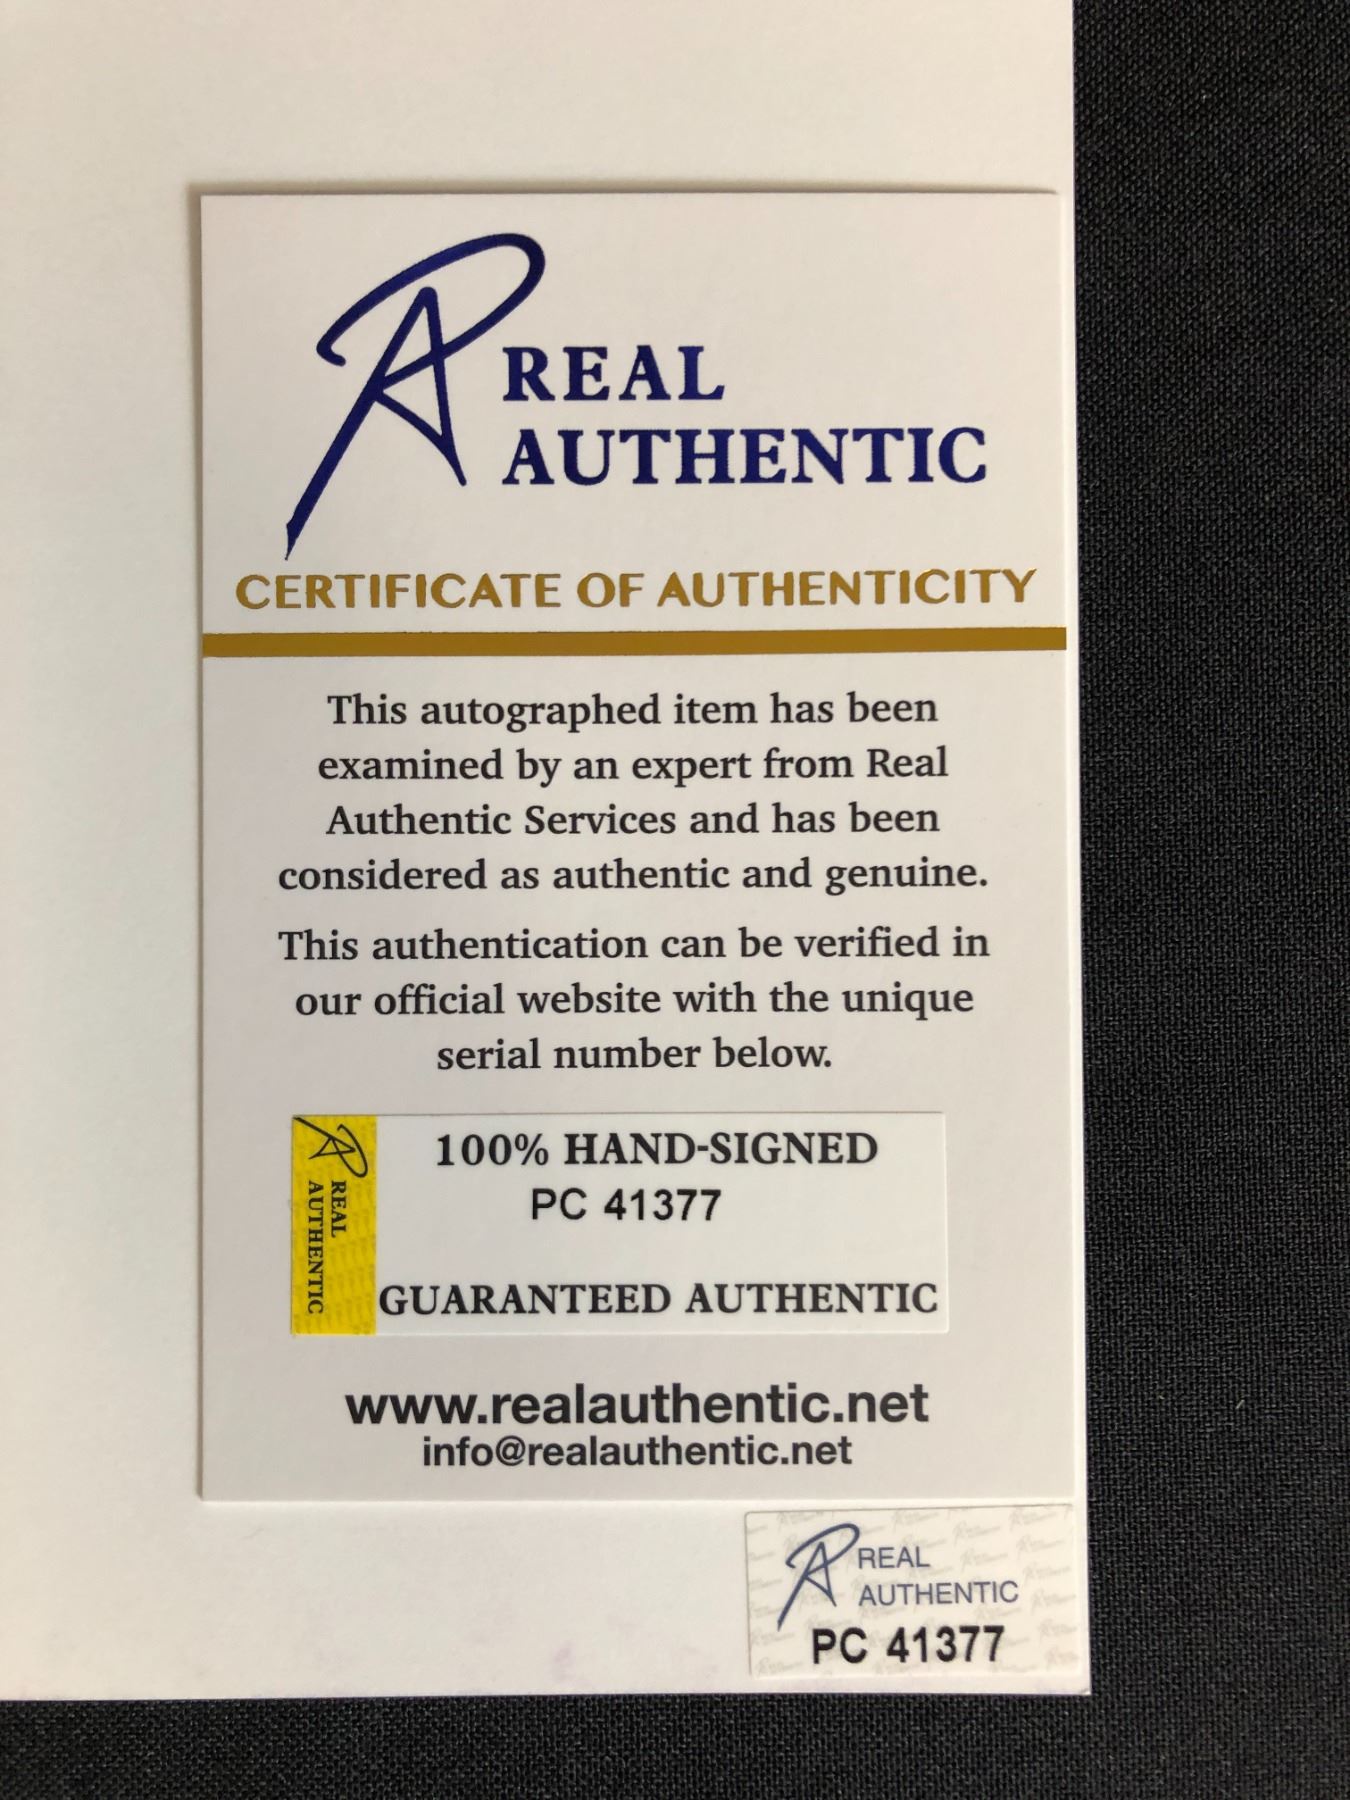 REAL
AUTHENTIC
CERTIFICATE OF AUTHENTICITY
This autographed item has been
examined by an expert from Real
Authentic Services and has been
considered as authentic and genuine.
This authentication can be verified in
our official website with the unique
serial number below.
REAL
AUTHENTIC
100% HAND-SIGNED
PC 41377
GUARANTEED AUTHENTIC
www.realauthentic.net
info@realauthentic.net
REAL
AUTHENTIC
PC 41377